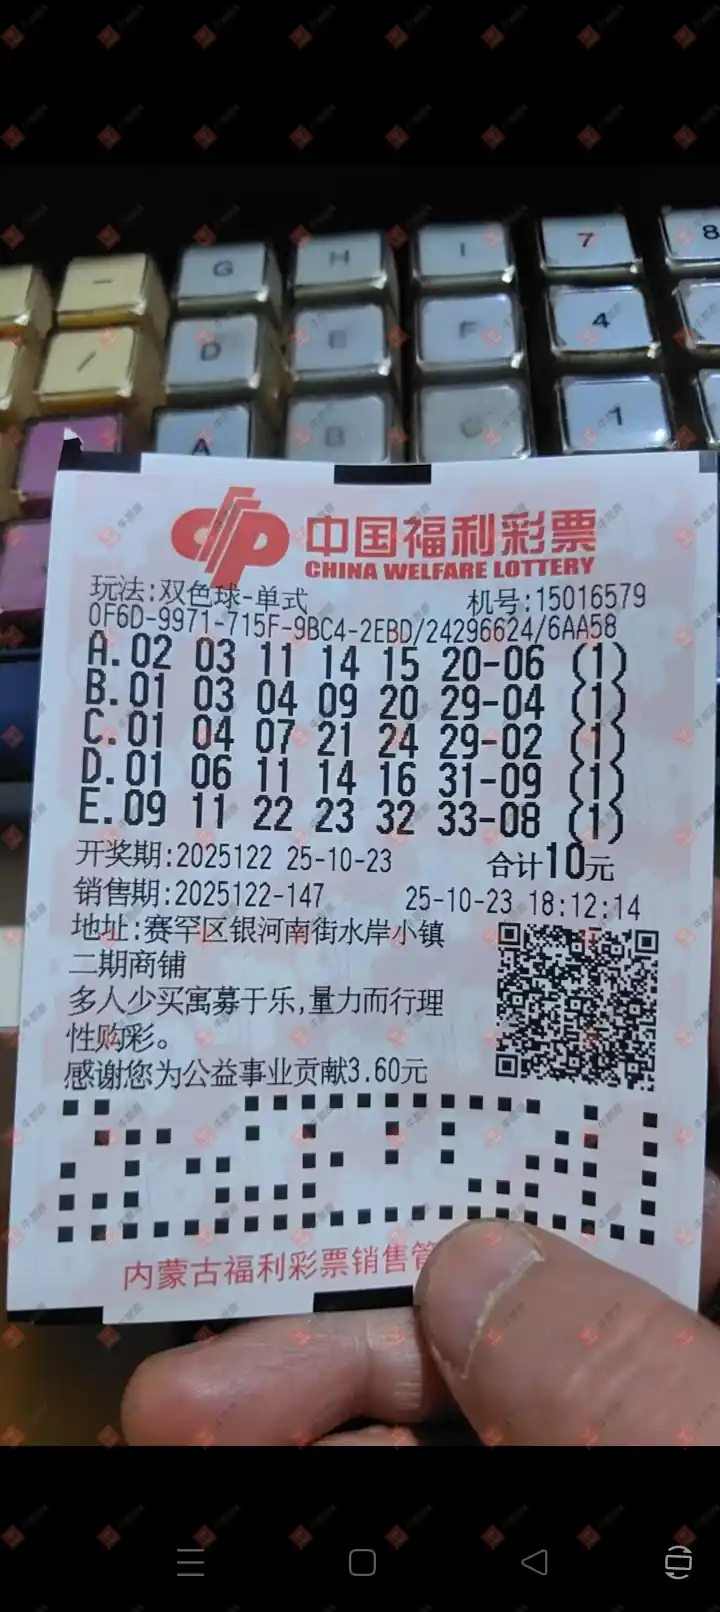 G H I 7 8
D E F 4
A B 1
中国福利彩票
CHINA WELFARE LOTTERY
玩法:双色球-单式 机号:15016579
0F6D-9971-715F-9BC4-2EBD/24296624/6AA58
A.02 03 11 14 15 20-06 (1)
B.01 03 04 09 20 29-04 (1)
C.01 04 07 21 24 29-02 (1)
D.01 06 11 14 16 31-09 (1)
E.09 11 22 23 32 33-08 (1)
开奖期:2025122 25-10-23 合计10元
销售期:2025122-147 25-10-23 18:12:14
地址:赛罕区银河南街水岸小镇
二期商铺
多人少买寓募于乐,量力而行理
性购彩。
感谢您为公益事业贡献3.60元
内蒙古福利彩票销售管